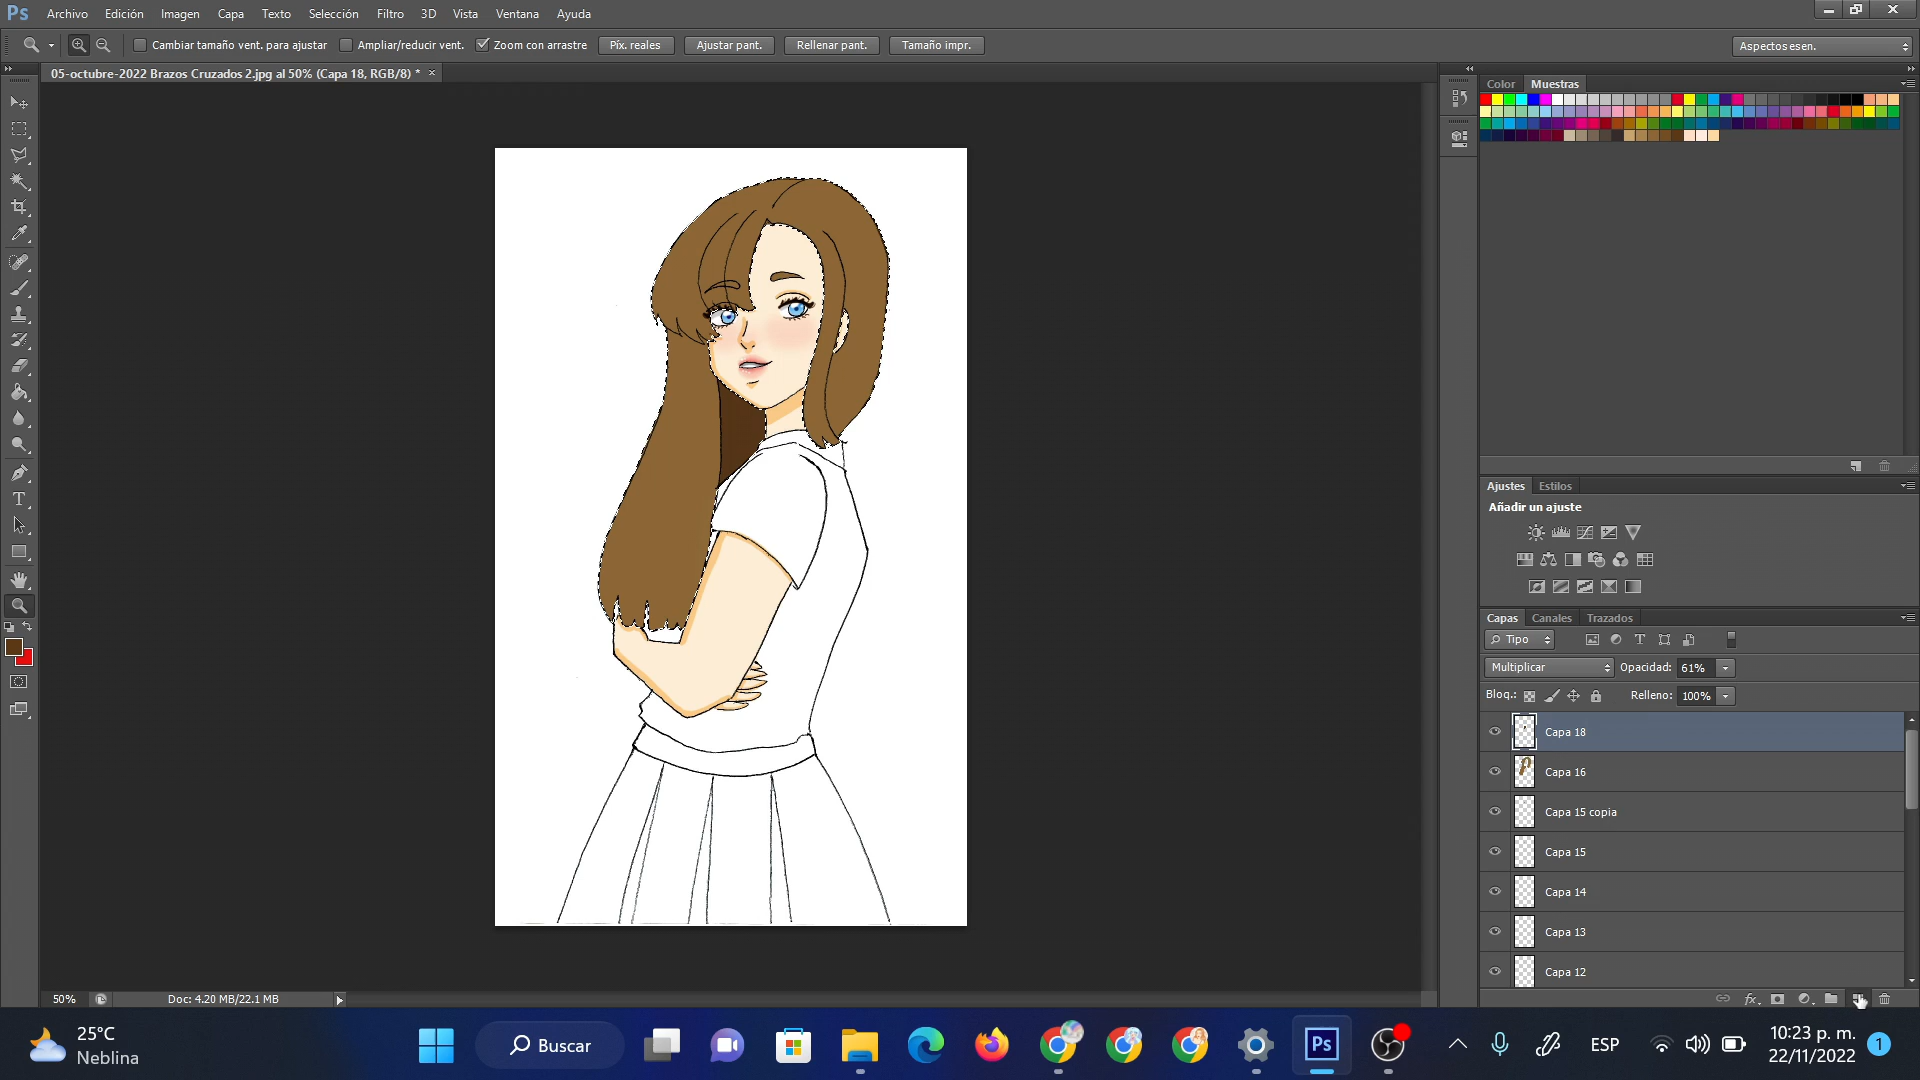 Ps Archivo Edición Imagen Capa Texto Selección Filtro 3D Vista Ventana Ayuda
Cambiar tamaño vent. para ajustar Ampliar/reducir vent. Zoom con arrastre Píx. reales Ajustar pant. Rellenar pant. Tamaño impr. Aspectos esen.
05-octubre-2022 Brazos Cruzados 2.jpg al 50% (Capa 18, RGB/8) * ×
Color Muestras
Ajustes Estilos
Añadir un ajuste
Capas Canales Trazados
Tipo
Multiplicar Opacidad: 61%
Bloq.: Relleno: 100%
Capa 18
Capa 16
Capa 15 copia
Capa 15
Capa 14
Capa 13
Capa 12
50% Doc: 4.20 MB/22.1 MB
fx
25°C
Neblina
Buscar
Ps
ESP
10:23 p. m.
22/11/2022
1